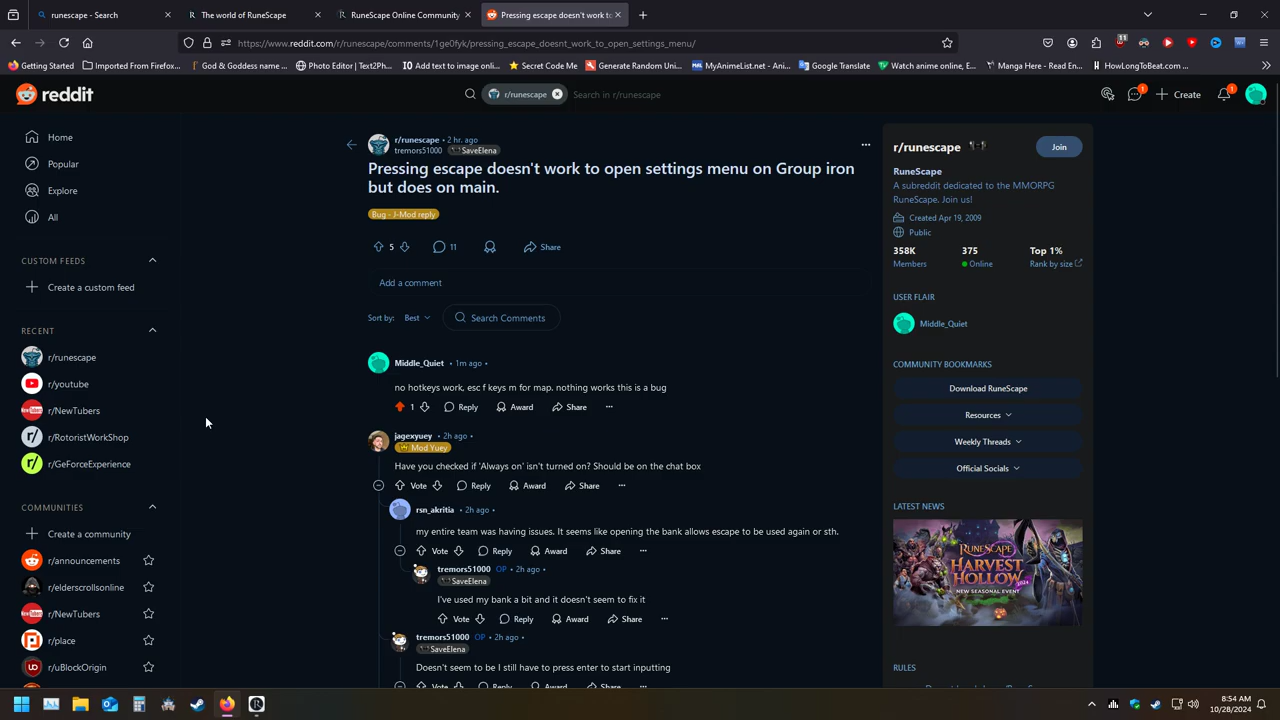 runescape - Search
The world of RuneScape
RuneScape Online Community
Pressing escape doesn't work to
https://www.reddit.com/r/runescape/comments/1ge0fyk/pressing_escape_doesnt_work_to_open_settings_menu/
11
Getting Started
Imported From Firefox...
God & Goddess name ...
Photo Editor | Text2Ph...
Add text to image onli...
Secret Code Me
Generate Random Uni...
MyAnimeList.net - Ani...
Google Translate
Watch anime online, E...
Manga Here - Read En...
HowLongToBeat.com ...
reddit
r/runescape
Search in r/runescape
1
Create
1
Home
Popular
Explore
All
CUSTOM FEEDS
Create a custom feed
RECENT
r/runescape
r/youtube
r/NewTubers
r/RotoristWorkShop
r/GeForceExperience
COMMUNITIES
Create a community
r/announcements
r/elderscrollsonline
r/NewTubers
r/place
r/uBlockOrigin
r/runescape • 2 hr. ago
tremors51000 SaveElena
Pressing escape doesn't work to open settings menu on Group iron
but does on main.
Bug - J-Mod reply
5
11
Share
Add a comment
Sort by: Best
Search Comments
Middle_Quiet • 1m ago •
no hotkeys work, esc f keys m for map. nothing works this is a bug
1 Reply Award Share
jagexyuey • 2h ago •
Mod Yuey
Have you checked if 'Always on' isn't turned on? Should be on the chat box
Vote Reply Award Share
rsn_akritia • 2h ago •
my entire team was having issues. It seems like opening the bank allows escape to be used again or sth.
Vote Reply Award Share
tremors51000 OP • 2h ago •
SaveElena
I've used my bank a bit and it doesn't seem to fix it
Vote Reply Award Share
tremors51000 OP • 2h ago •
SaveElena
Doesn't seem to be I still have to press enter to start inputting
Vote Reply Award Share
r/runescape
Join
RuneScape
A subreddit dedicated to the MMORPG
RuneScape. Join us!
Created Apr 19, 2009
Public
358K
Members
375
Online
Top 1%
Rank by size
USER FLAIR
Middle_Quiet
COMMUNITY BOOKMARKS
Download RuneScape
Resources
Weekly Threads
Official Socials
LATEST NEWS
RUNESCAPE
HARVEST
HOLLOW
NEW SEASONAL EVENT
RULES
8:54 AM
10/28/2024